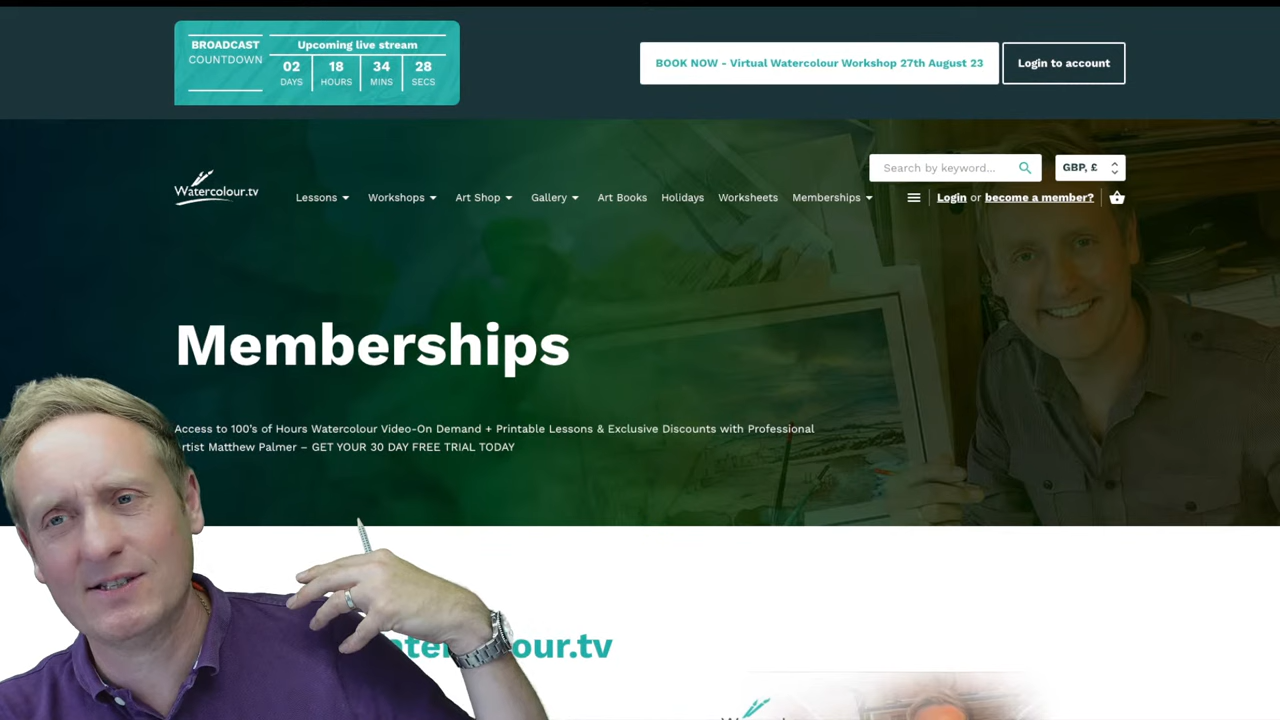 BROADCAST
COUNTDOWN
Upcoming live stream
02 18 34 28
DAYS HOURS MINS SECS
BOOK NOW - Virtual Watercolour Workshop 27th August 23
Login to account
Search by keyword...
GBP, £
Watercolour.tv
Lessons Workshops Art Shop Gallery Art Books Holidays Worksheets Memberships
Login or become a member?
Memberships
Access to 100's of Hours Watercolour Video-On Demand + Printable Lessons & Exclusive Discounts with Professional
rtist Matthew Palmer – GET YOUR 30 DAY FREE TRIAL TODAY
our.tv